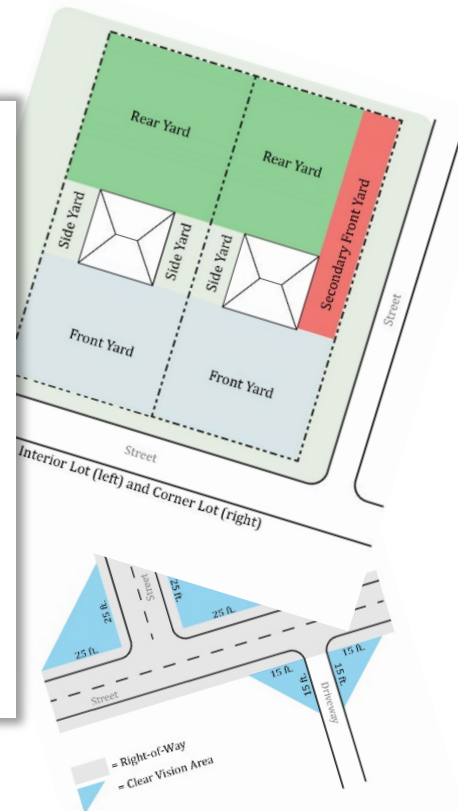 Rear Yard
Rear Yard
Side Yard
Side Yard
Side Yard
Secondary Front Yard
Front Yard
Front Yard
Street
Street
Interior Lot (left) and Corner Lot (right)
Street
25 ft.
25 ft.
25 ft.
25 ft.
15 ft.
15 ft.
15 ft.
15 ft.
Street
Driveway
= Right-of-Way
= Clear Vision Area